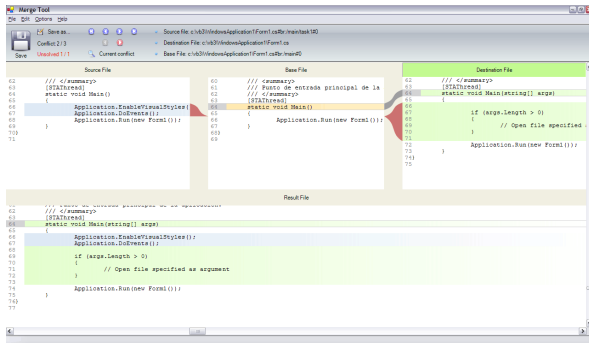 Merge Tool
File Edit Options Help
Save as.. Source file: c:\vb3\WindowsApplication1\Form1.cs#br:/main/task1#0
Conflict 2 / 3 Destination File: c:\vb3\WindowsApplication1\Form1.cs
Save Unsolved 1 / 1 Current conflict Base File: c:\vb3\WindowsApplication1\Form1.cs#br:/main#0
Source File
62 /// </summary>
63 [STAThread]
64 static void Main()
65 {
66 Application.EnableVisualStyles(
67 Application.DoEvents();
68 Application.Run(new Form1());
69 }
70 }
71
Base File
60 /// <summary>
61 /// Punto de entrada principal de la
62 /// </summary>
63 [STAThread]
64 static void Main()
65 {
66 Application.Run(new Form1());
67 }
68 }
69
Destination File
62 /// </summary>
63 [STAThread]
64 static void Main(string[] args)
65 {
66
67 if (args.Length > 0)
68 {
69 // Open file specified
70 }
71
72 Application.Run(new Form1());
73 }
74 }
75
Result File
62 /// </summary>
63 [STAThread]
64 static void Main(string[] args)
65 {
66 Application.EnableVisualStyles();
67 Application.DoEvents();
68
69 if (args.Length > 0)
70 {
71 // Open file specified as argument
72 }
73
74 Application.Run(new Form1());
75 }
76 }
77